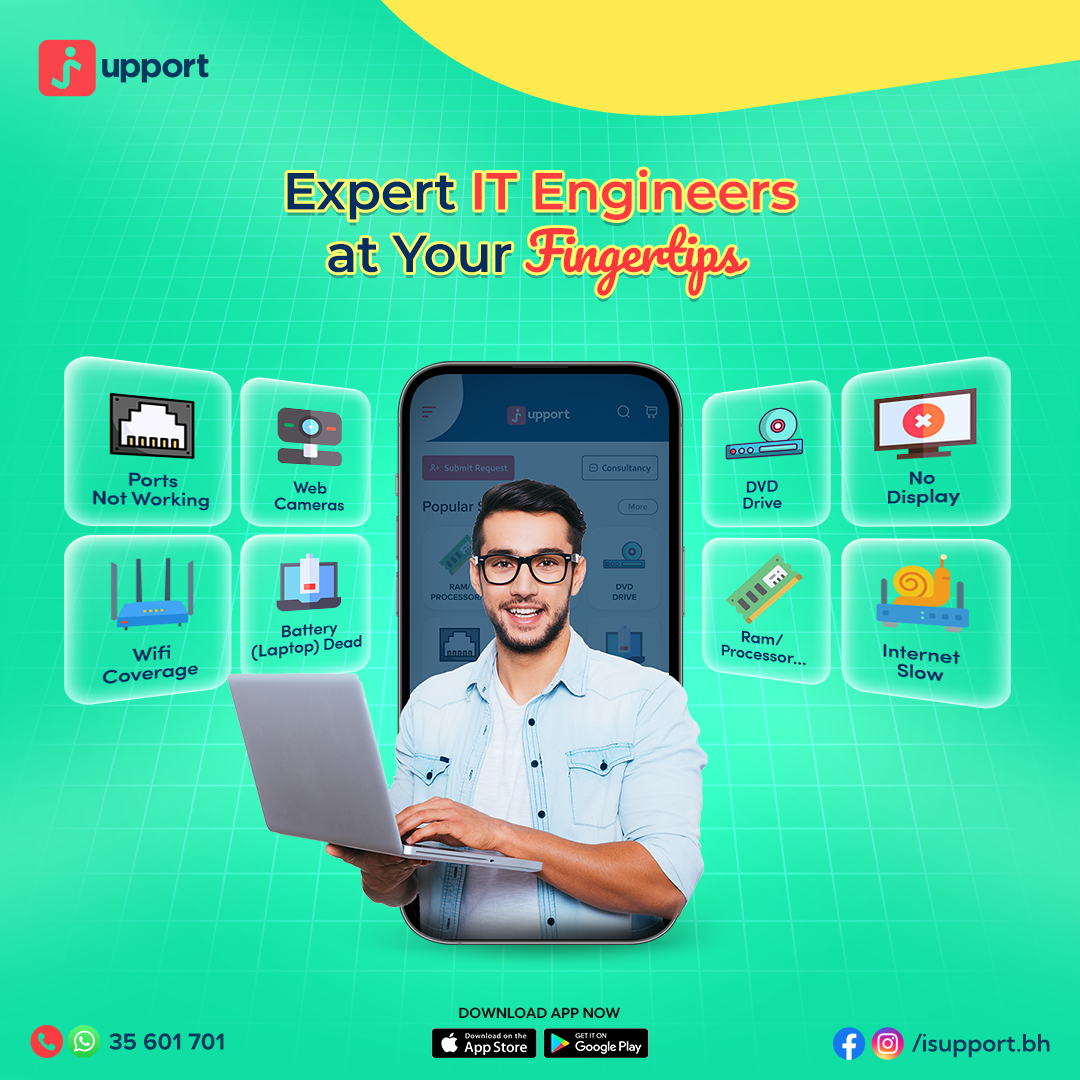 upport
Expert IT Engineers
at Your Fingertips
Ports
Not Working
Web
Cameras
Wifi
Coverage
Battery
(Laptop) Dead
upport
Submit Request
Consultancy
Popular
More
RAM/
PROCESSOR
DVD
DRIVE
DVD
Drive
No
Display
Ram/
Processor...
Internet
Slow
DOWNLOAD APP NOW
35 601 701
Download on the
App Store
GET IT ON
Google Play
/isupport.bh